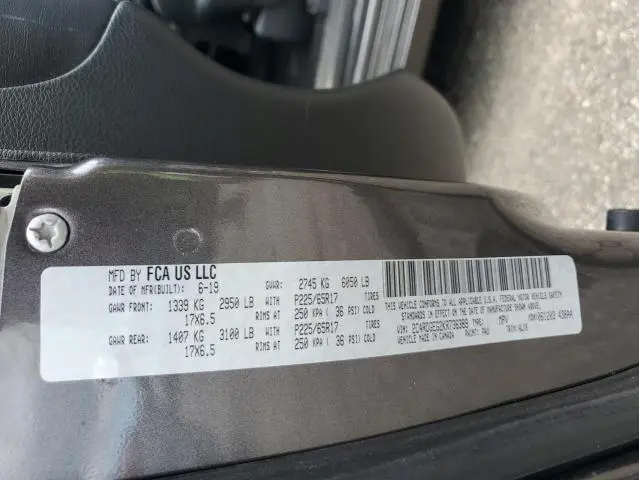 MFD BY FCA US LLC
DATE OF MFR(BUILT): 6-19 GVWR: 2745 KG 6050 LB
GAWR FRONT: 1339 KG 2950 LB P225/65R17 TIRES
17X6.5 RIMS AT 250 KPA ( 36 PSI) COLD
GAWR REAR: 1407 KG 3100 LB P225/65R17 TIRES
17X6.5 RIMS AT 250 KPA ( 36 PSI) COLD
THIS VEHICLE CONFORMS TO ALL APPLICABLE U.S.A. FEDERAL MOTOR VEHICLE SAFETY
STANDARDS IN EFFECT ON THE DATE OF MANUFACTURE SHOWN ABOVE.
VIN: TYPE: MPV
MADE IN CANADA PAINT: TRIM: